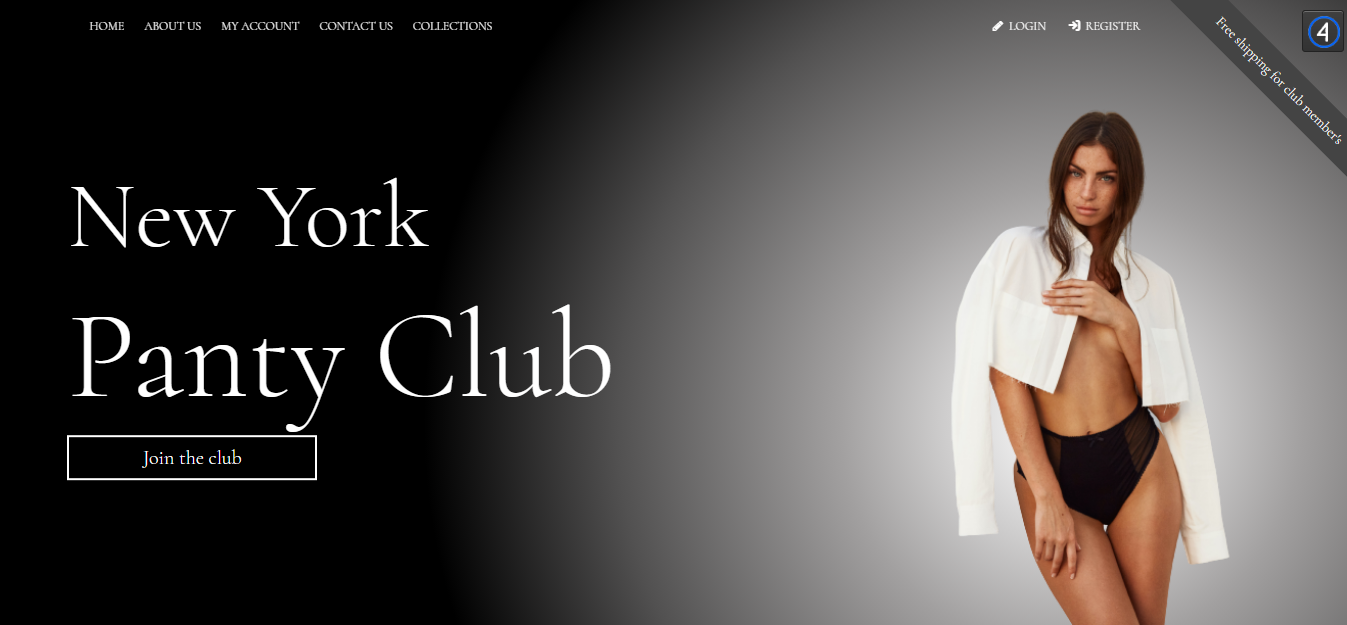 HOME ABOUT US MY ACCOUNT CONTACT US COLLECTIONS
LOGIN REGISTER
Free shipping for club member's
4
New York
Panty Club
Join the club